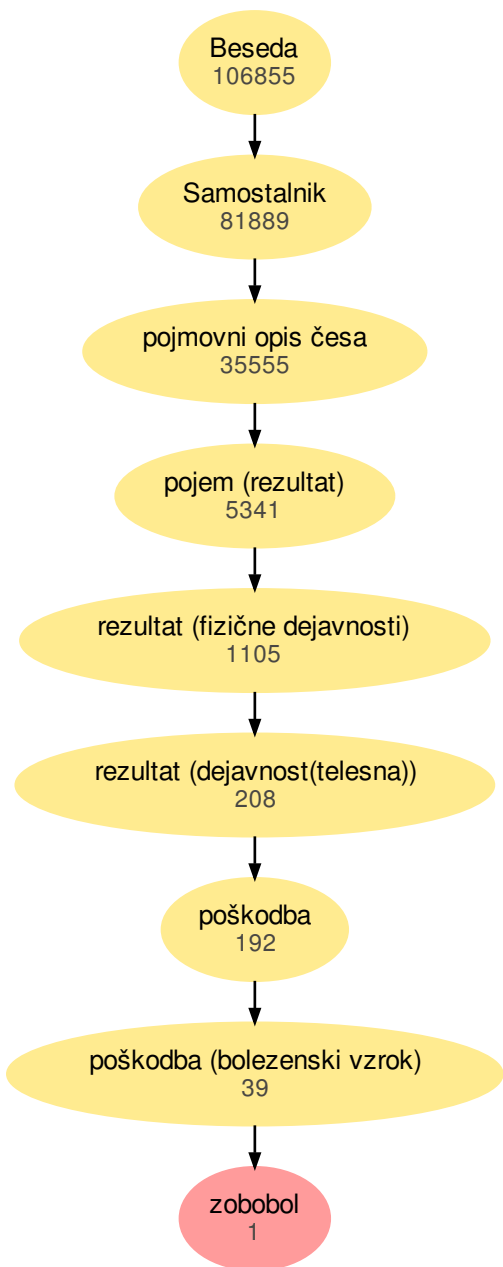 Beseda
106855
Samostalnik
81889
pojmovni opis česa
35555
pojem (rezultat)
5341
rezultat (fizične dejavnosti)
1105
rezultat (dejavnost(telesna))
208
poškodba
192
poškodba (bolezenski vzrok)
39
zobobol
1